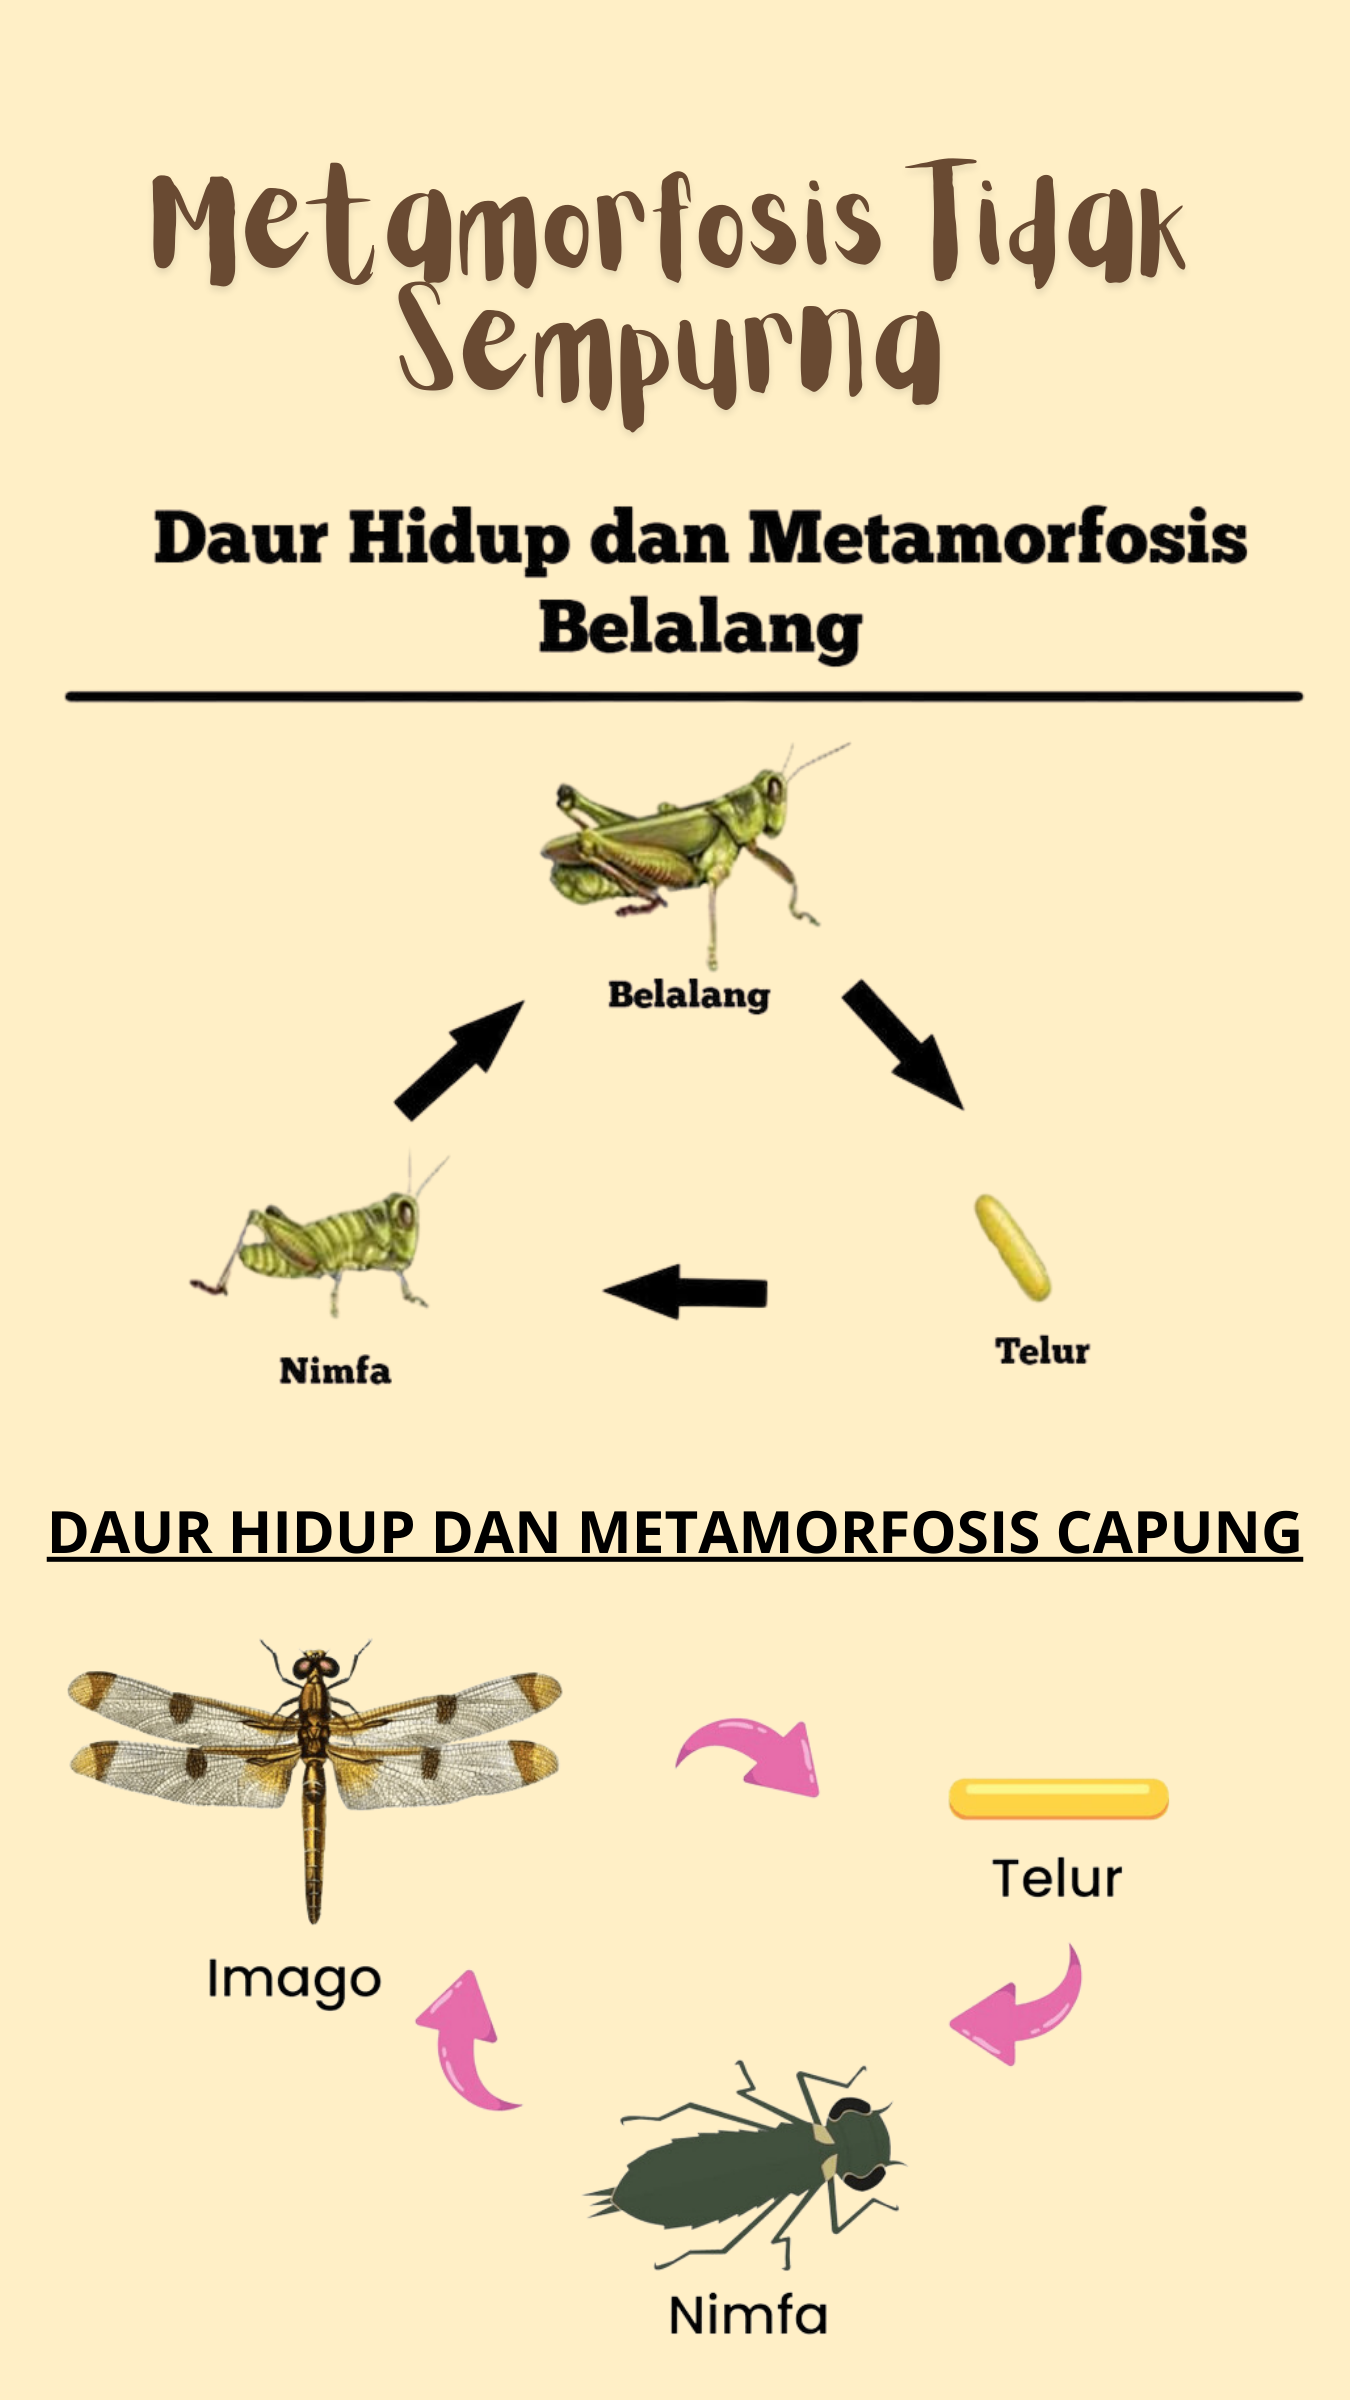 Metamorfosis Tidak
Sempurna
Daur Hidup dan Metamorfosis
Belalang
Belalang
Nimfa
Telur
DAUR HIDUP DAN METAMORFOSIS CAPUNG
Telur
Imago
Nimfa